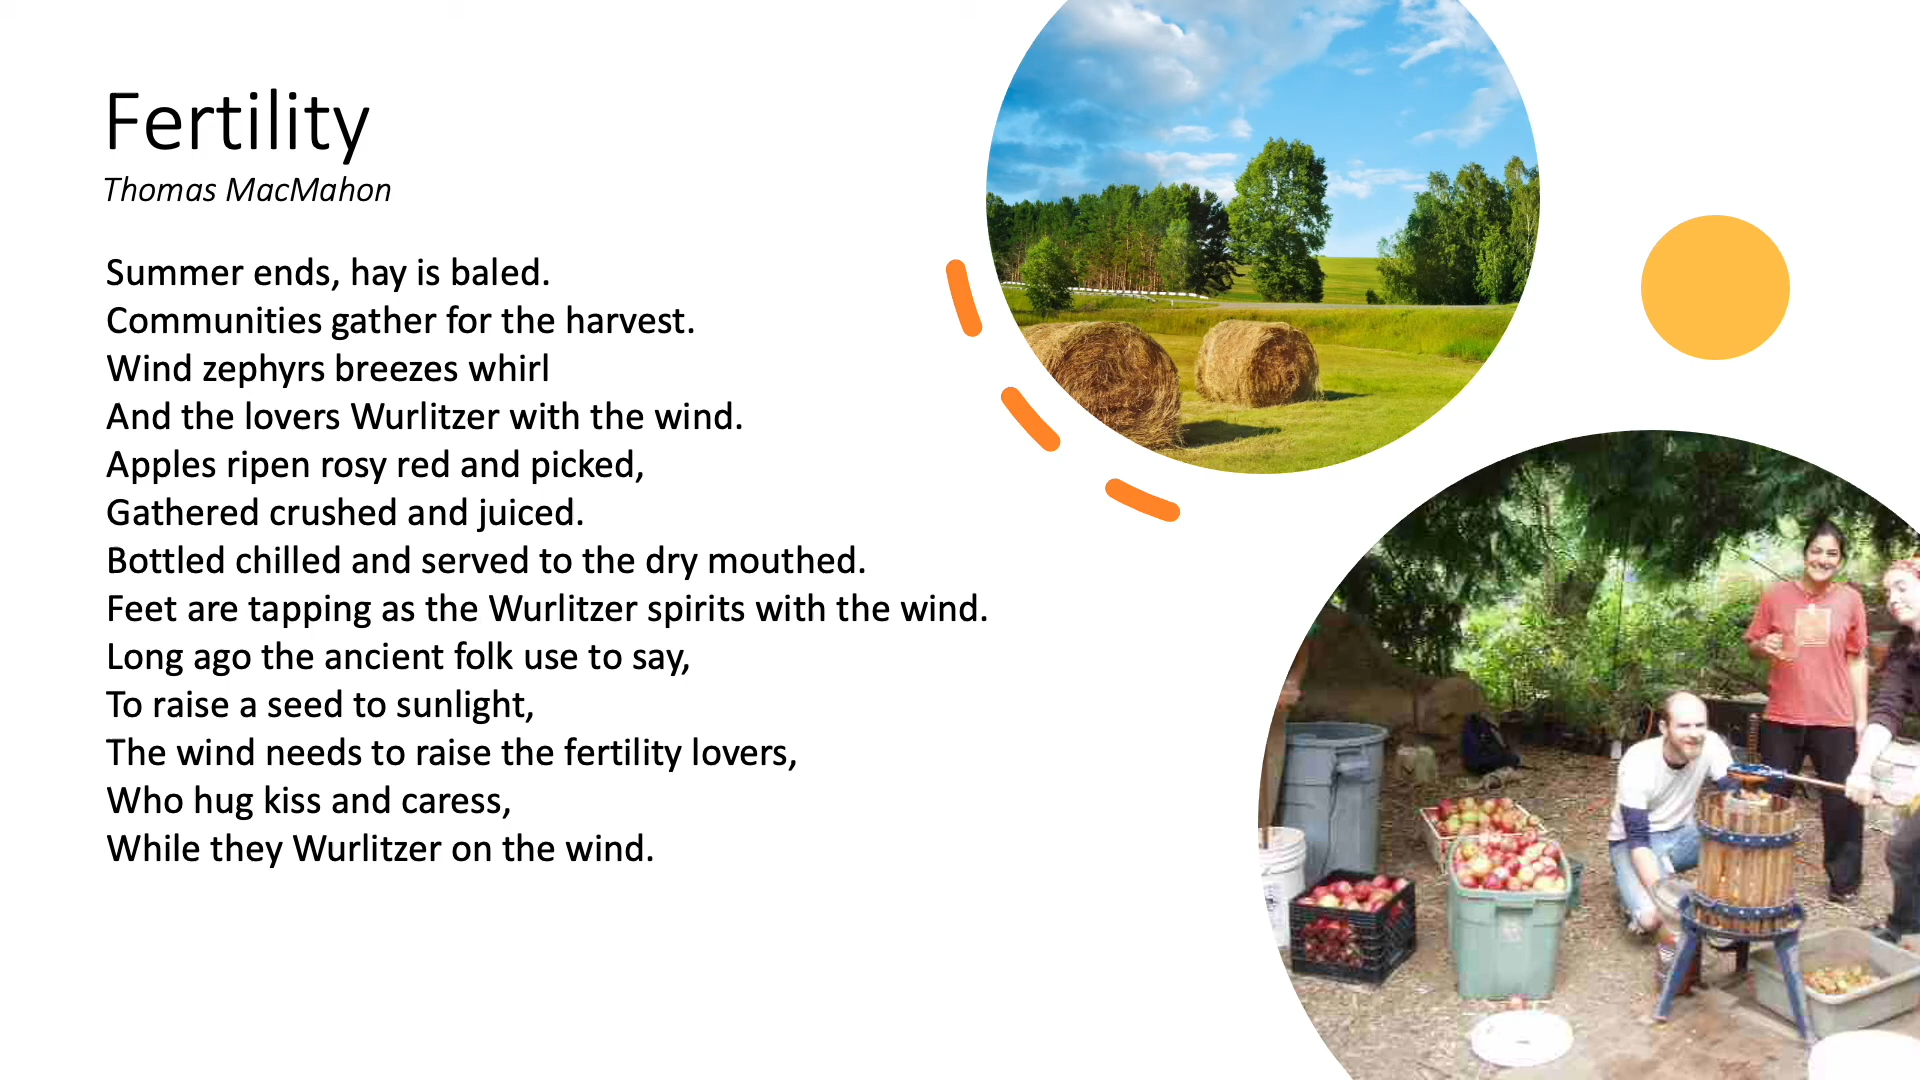 Fertility
Thomas MacMahon
Summer ends, hay is baled.
Communities gather for the harvest.
Wind zephyrs breezes whirl
And the lovers Wurlitzer with the wind.
Apples ripen rosy red and picked,
Gathered crushed and juiced.
Bottled chilled and served to the dry mouthed.
Feet are tapping as the Wurlitzer spirits with the wind.
Long ago the ancient folk use to say,
To raise a seed to sunlight,
The wind needs to raise the fertility lovers,
Who hug kiss and caress,
While they Wurlitzer on the wind.